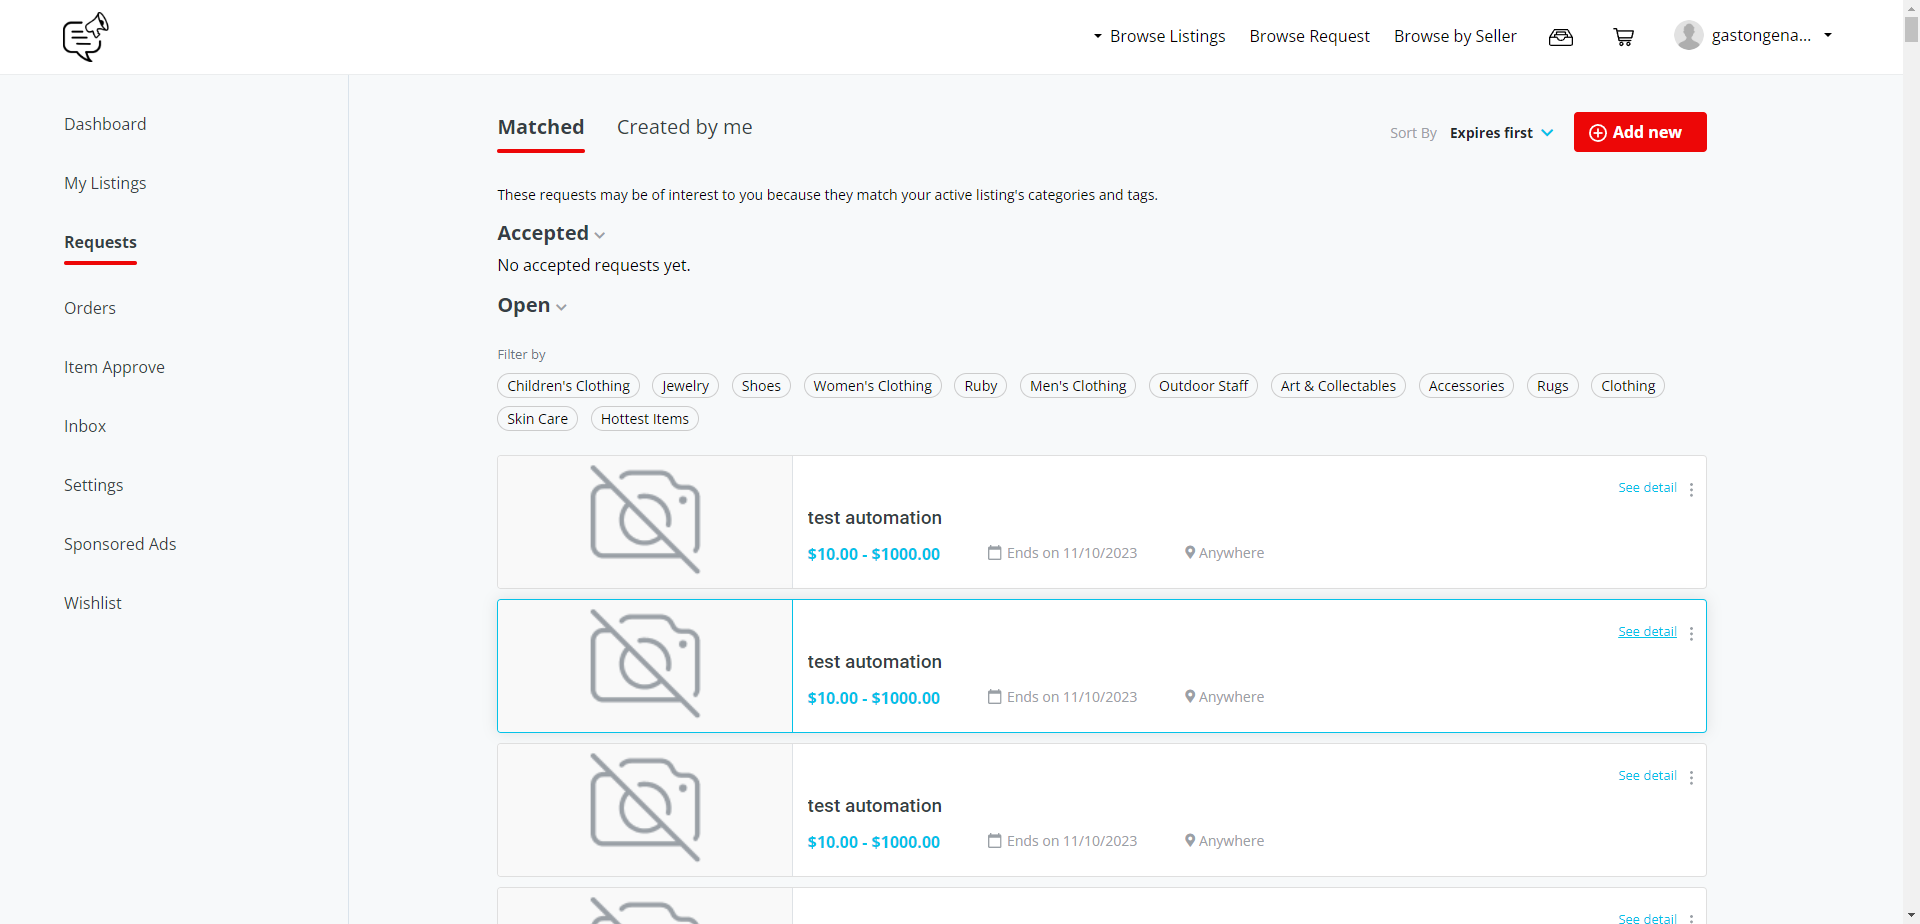 Browse Listings Browse Request Browse by Seller gastongena...
Dashboard
My Listings
Requests
Orders
Item Approve
Inbox
Settings
Sponsored Ads
Wishlist
Matched Created by me
Sort By Expires first Add new
These requests may be of interest to you because they match your active listing's categories and tags.
Accepted
No accepted requests yet.
Open
Filter by
Children's Clothing Jewelry Shoes Women's Clothing Ruby Men's Clothing Outdoor Staff Art & Collectables Accessories Rugs Clothing
Skin Care Hottest Items
See detail
test automation
$10.00 - $1000.00 Ends on 11/10/2023 Anywhere
See detail
test automation
$10.00 - $1000.00 Ends on 11/10/2023 Anywhere
See detail
test automation
$10.00 - $1000.00 Ends on 11/10/2023 Anywhere
See detail